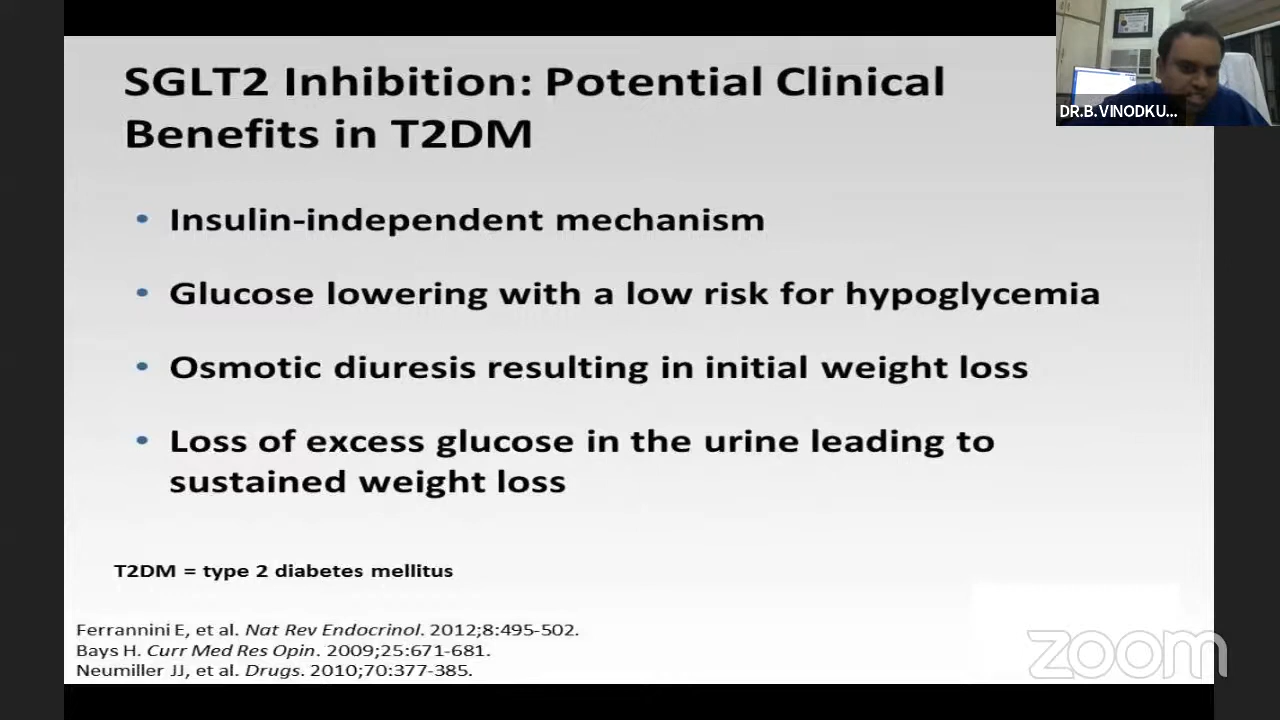 SGLT2 Inhibition: Potential Clinical
Benefits in T2DM
DR.B.VINODKU...
• Insulin-independent mechanism
• Glucose lowering with a low risk for hypoglycemia
• Osmotic diuresis resulting in initial weight loss
• Loss of excess glucose in the urine leading to
sustained weight loss
T2DM = type 2 diabetes mellitus
Ferrannini E, et al. Nat Rev Endocrinol. 2012;8:495-502.
Bays H. Curr Med Res Opin. 2009;25:671-681.
Neumiller JJ, et al. Drugs. 2010;70:377-385.
zoom